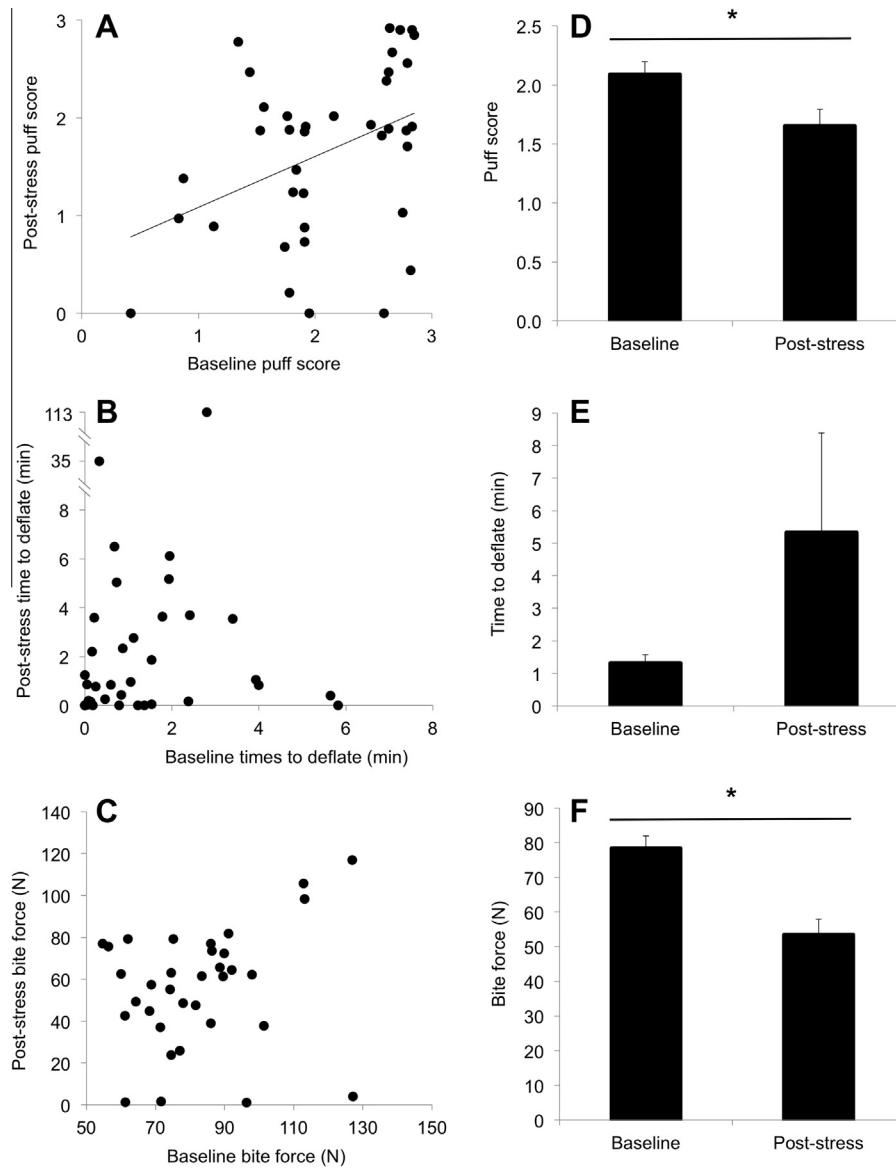 A
Post-stress puff score
3
2
1
0
0 1 2 3
Baseline puff score
D
*
Puff score
2.5
2.0
1.5
1.0
0.5
0.0
Baseline Post-stress
B
Post-stress time to deflate (min)
113
35
8
6
4
2
0
0 2 4 6 8
Baseline times to deflate (min)
E
Time to deflate (min)
9
8
7
6
5
4
3
2
1
0
Baseline Post-stress
C
Post-stress bite force (N)
140
120
100
80
60
40
20
0
50 70 90 110 130 150
Baseline bite force (N)
F
*
Bite force (N)
90
80
70
60
50
40
30
20
10
0
Baseline Post-stress